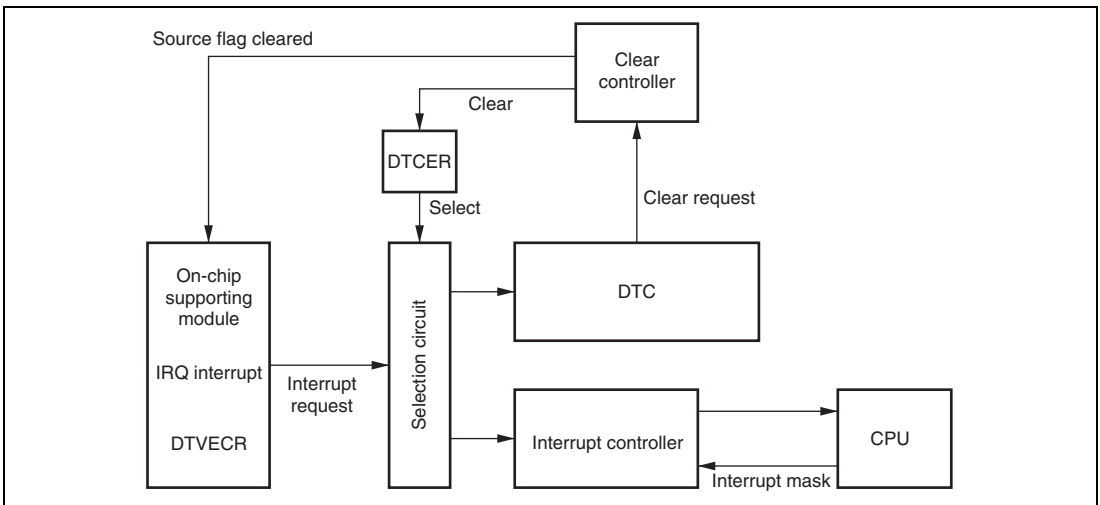 Source flag cleared
Clear
controller
Clear
DTCER
Select
Clear request
On-chip
supporting
module
IRQ interrupt
DTVECR
Interrupt
request
Selection circuit
DTC
Interrupt controller
CPU
Interrupt mask